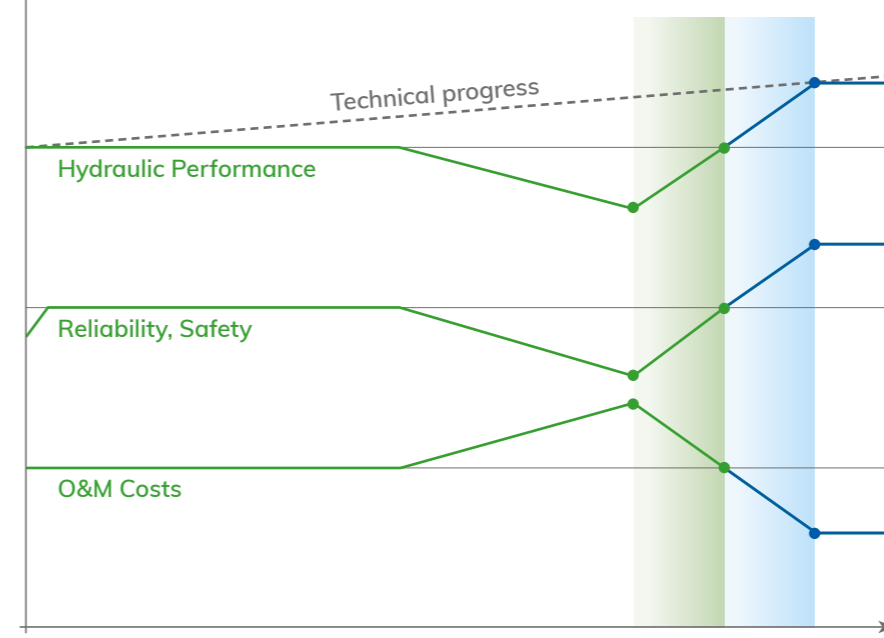 Technical progress
Hydraulic Performance
Reliability, Safety
O&M Costs